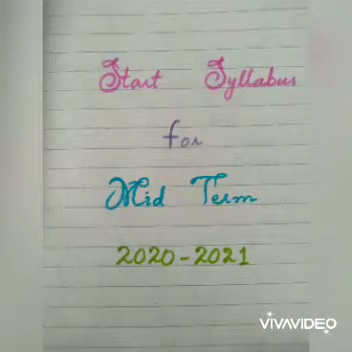 Start Syllabus
for
Mid Term
2020-2021
VIVAVIDEO